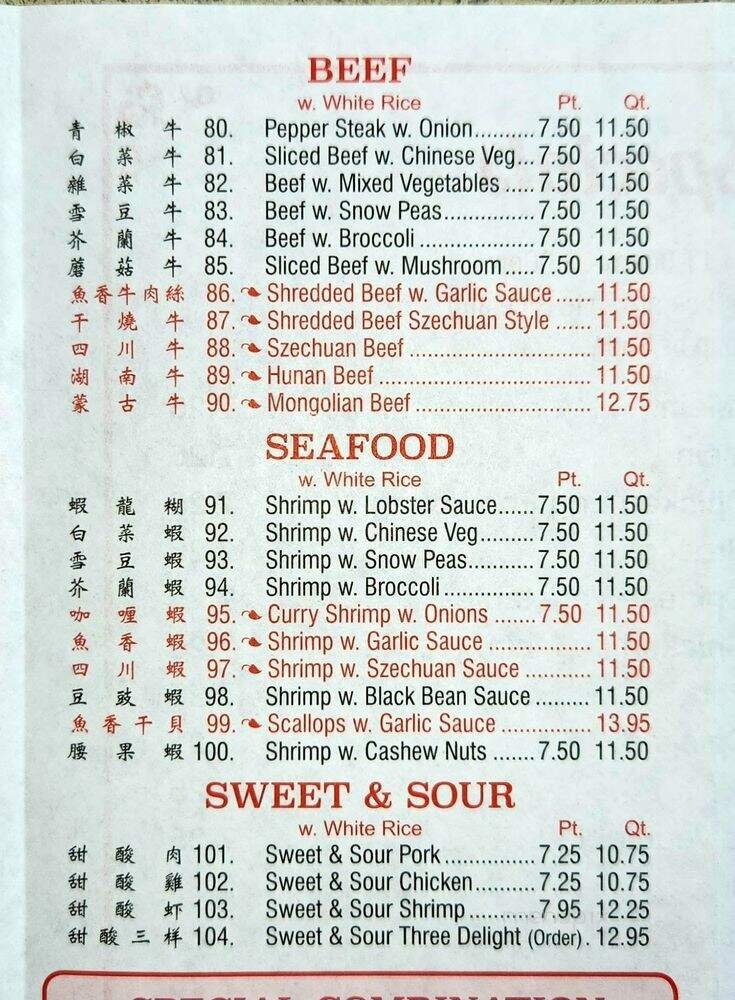 BEEF
w. White Rice Pt. Qt.
青椒牛 80. Pepper Steak w. Onion..........7.50 11.50
白菜牛 81. Sliced Beef w. Chinese Veg...7.50 11.50
雜菜牛 82. Beef w. Mixed Vegetables .....7.50 11.50
雪豆牛 83. Beef w. Snow Peas...............7.50 11.50
芥蘭牛 84. Beef w. Broccoli ...................7.50 11.50
蘑菇牛 85. Sliced Beef w. Mushroom.....7.50 11.50
魚香牛肉絲 86. Shredded Beef w. Garlic Sauce ...... 11.50
干燒牛 87. Shredded Beef Szechuan Style ...... 11.50
四川牛 88. Szechuan Beef ............................... 11.50
湖南牛 89. Hunan Beef .................................... 11.50
蒙古牛 90. Mongolian Beef .............................. 12.75
SEAFOOD
w. White Rice Pt. Qt.
蝦龍糊 91. Shrimp w. Lobster Sauce......7.50 11.50
白菜蝦 92. Shrimp w. Chinese Veg.........7.50 11.50
雪豆蝦 93. Shrimp w. Snow Peas...........7.50 11.50
芥蘭蝦 94. Shrimp w. Broccoli ...............7.50 11.50
咖喱蝦 95. Curry Shrimp w. Onions .......7.50 11.50
魚香蝦 96. Shrimp w. Garlic Sauce ................. 11.50
四川蝦 97. Shrimp w. Szechuan Sauce ........... 11.50
豆豉蝦 98. Shrimp w. Black Bean Sauce ......... 11.50
魚香干貝 99. Scallops w. Garlic Sauce ............... 13.95
腰果蝦 100. Shrimp w. Cashew Nuts .......7.50 11.50
SWEET & SOUR
w. White Rice Pt. Qt.
甜酸肉 101. Sweet & Sour Pork...............7.25 10.75
甜酸雞 102. Sweet & Sour Chicken..........7.25 10.75
甜酸虾 103. Sweet & Sour Shrimp...........7.95 12.25
甜酸三样 104. Sweet & Sour Three Delight (Order). 12.95
SPECIAL COMBINATION